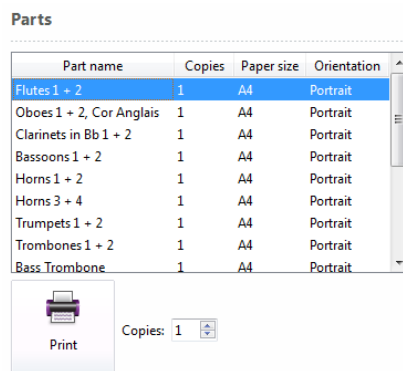 Parts
Part name Copies Paper size Orientation
Flutes 1 + 2 1 A4 Portrait
Oboes 1 + 2, Cor Anglais 1 A4 Portrait
Clarinets in Bb 1 + 2 1 A4 Portrait
Bassoons 1 + 2 1 A4 Portrait
Horns 1 + 2 1 A4 Portrait
Horns 3 + 4 1 A4 Portrait
Trumpets 1 + 2 1 A4 Portrait
Trombones 1 + 2 1 A4 Portrait
Bass Trombone 1 A4 Portrait
Copies: 1
Print